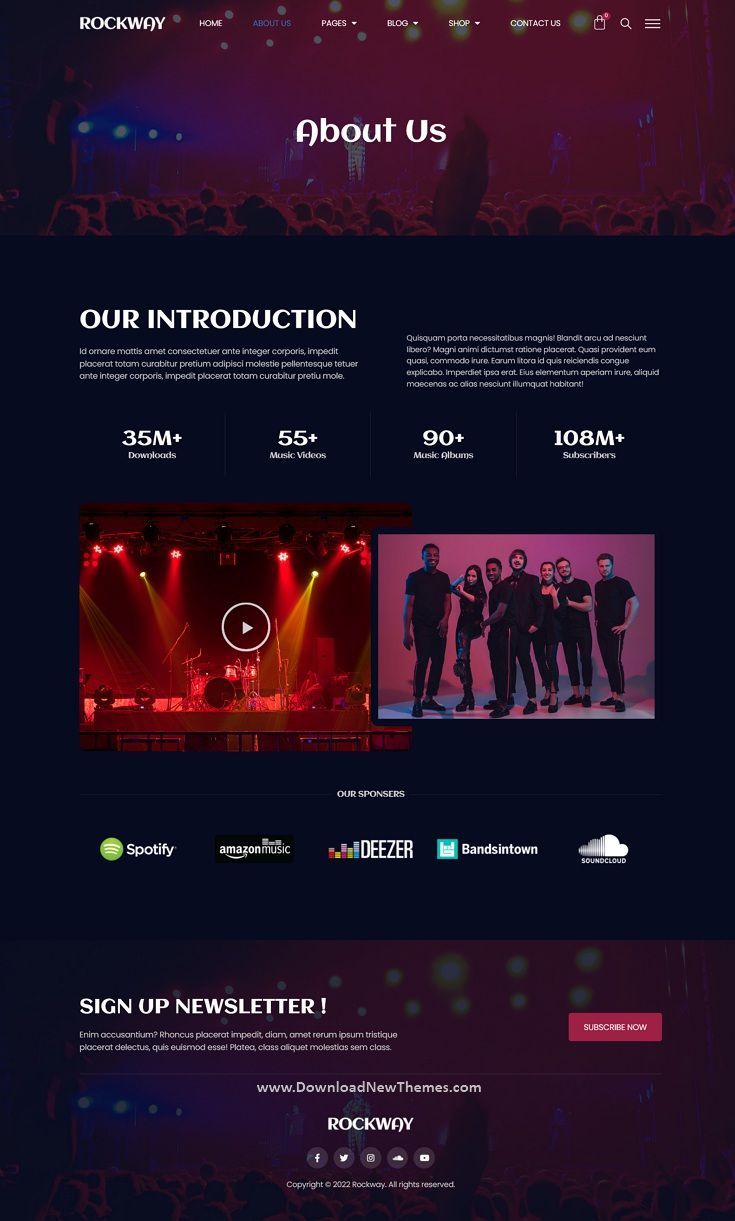 ROCKWAY HOME ABOUT US PAGES BLOG SHOP CONTACT US 0
About Us
OUR INTRODUCTION
Id ornare mattis amet consectetuer ante integer corporis, impedit
placerat totam curabitur pretium adipisci molestie pellentesque tetuer
ante integer corporis, impedit placerat totam curabitur pretiu mole.
Quisquam porta necessitatibus magnis! Blandit arcu ad nesciunt
libero? Magni animi dictumst ratione placerat. Quasi provident eum
quasi, commodo irure. Earum litora id quis reiciendis congue
explicabo. Imperdiet ipsa erat. Eius elementum aperiam irure, aliquid
maecenas ac alias nesciunt illumquat habitant!
35M+
Downloads
55+
Music Videos
90+
Music Albums
108M+
Subscribers
OUR SPONSERS
Spotify
amazon music
DEEZER
Bandsintown
SOUNDCLOUD
SIGN UP NEWSLETTER !
Enim accusantium? Rhoncus placerat impedit, diam, amet rerum ipsum tristique
placerat delectus, quis euismod esse! Platea, class aliquet molestias sem class.
SUBSCRIBE NOW
www.DownloadNewThemes.com
ROCKWAY
Copyright © 2022 Rockway. All rights reserved.